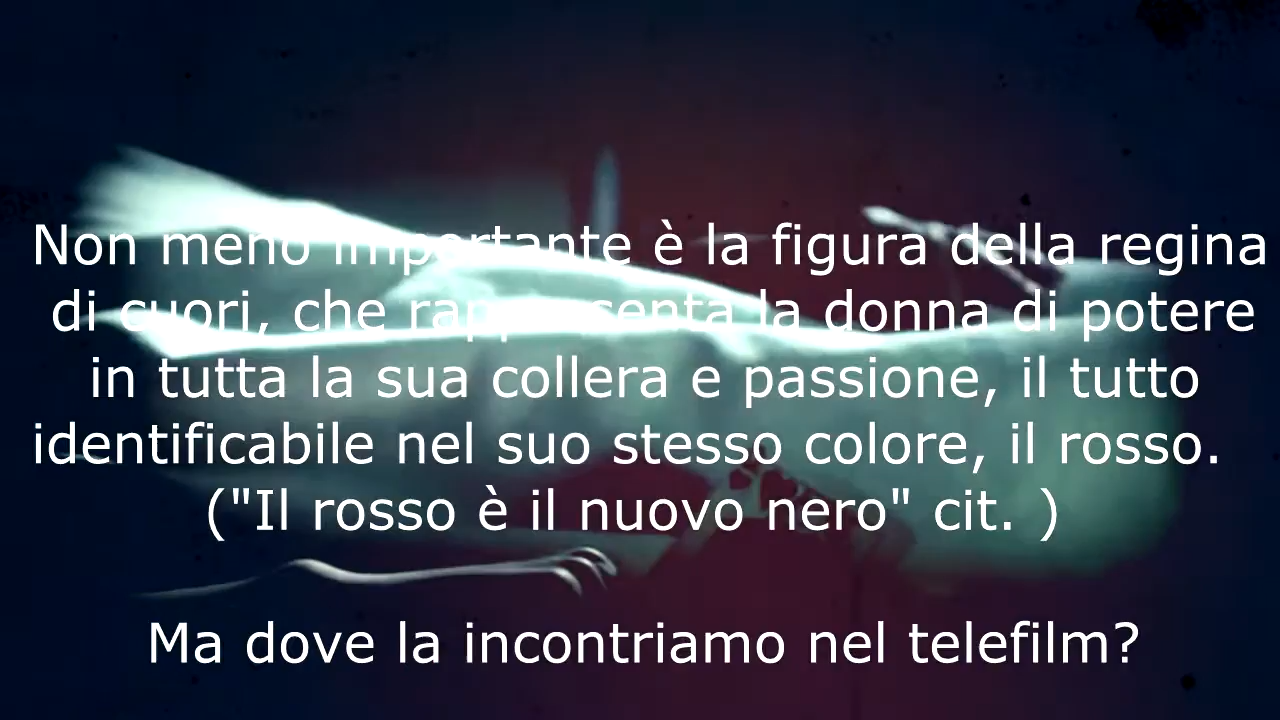 Non meno importante è la figura della regina
di cuori, che rappresenta la donna di potere
in tutta la sua collera e passione, il tutto
identificabile nel suo stesso colore, il rosso.
("Il rosso è il nuovo nero" cit. )
Ma dove la incontriamo nel telefilm?